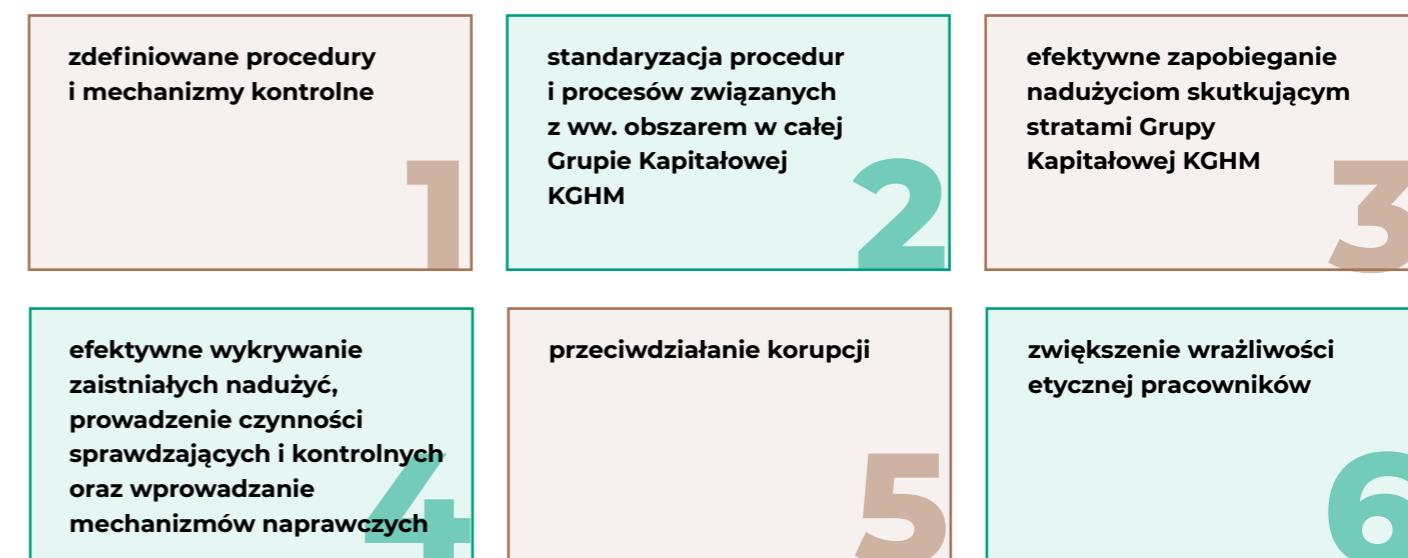 zdefiniowane procedury
i mechanizmy kontrolne
1
standaryzacja procedur
i procesów związanych
z ww. obszarem w całej
Grupie Kapitałowej
KGHM
2
efektywne zapobieganie
nadużyciom skutkującym
stratami Grupy
Kapitałowej KGHM
3
efektywne wykrywanie
zaistniałych nadużyć,
prowadzenie czynności
sprawdzających i kontrolnych
oraz wprowadzanie
mechanizmów naprawczych
4
przeciwdziałanie korupcji
5
zwiększenie wrażliwości
etycznej pracowników
6